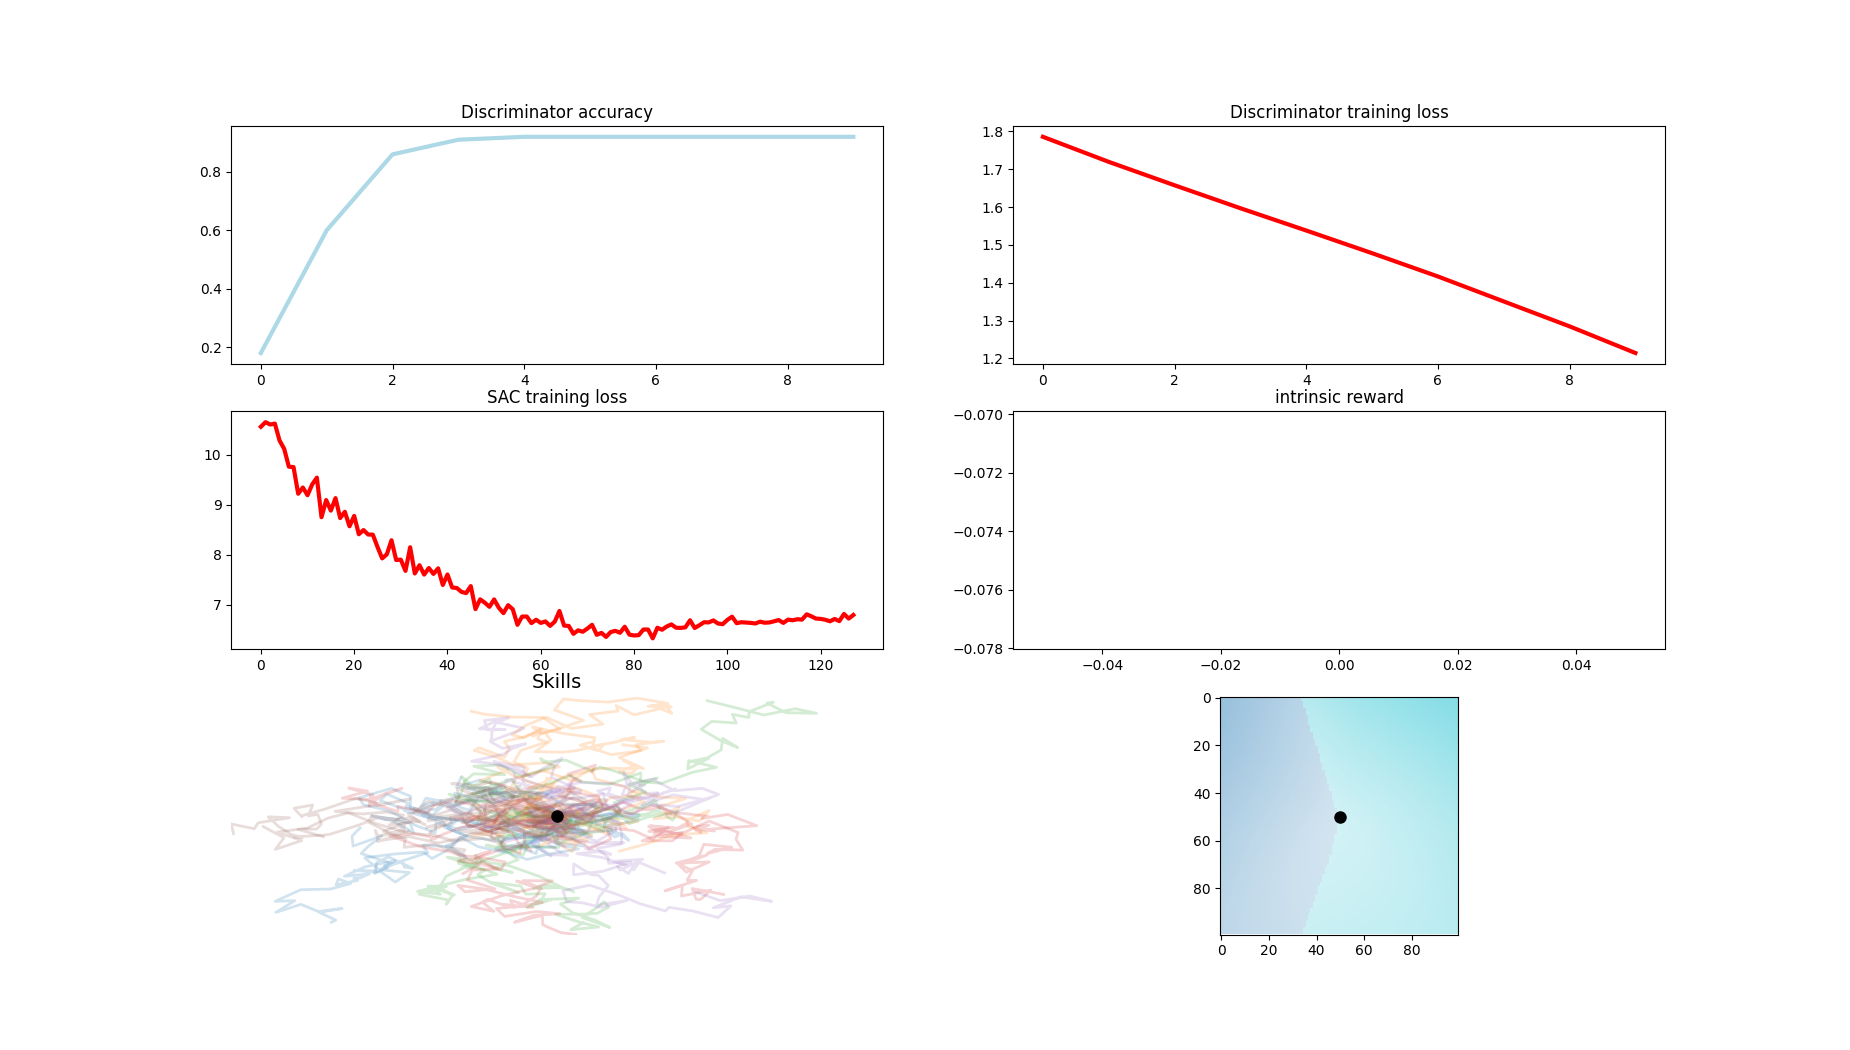 Discriminator accuracy
0.8
0.6
0.4
0.2
0 2 4 6 8
Discriminator training loss
1.8
1.7
1.6
1.5
1.4
1.3
1.2
0 2 4 6 8
SAC training loss
10
9
8
7
0 20 40 60 80 100 120
intrinsic reward
−0.070
−0.072
−0.074
−0.076
−0.078
−0.04 −0.02 0.00 0.02 0.04
Skills
0
20
40
60
80
0 20 40 60 80